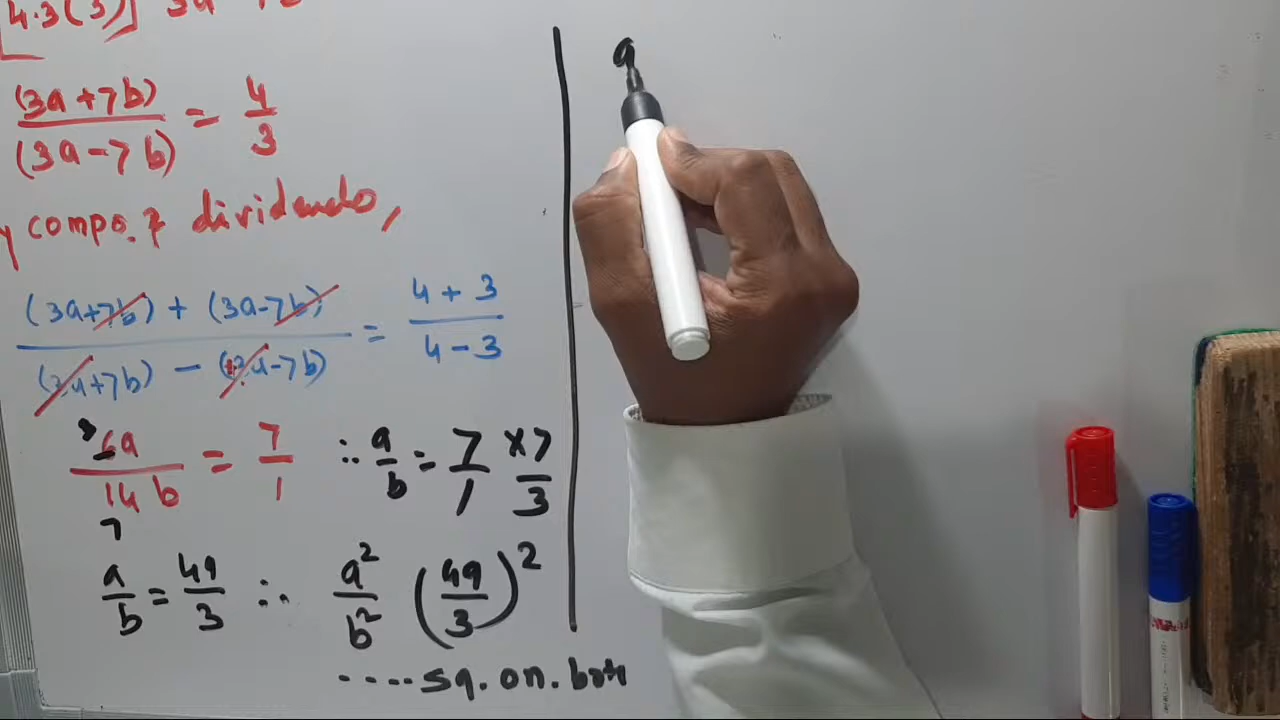 [4.3(3)] 3a
(3a+7b) / (3a-7b) = 4/3
y compo. & dividendo,
((3a+7b) + (3a-7b)) / ((3a+7b) - (3a-7b)) = (4+3) / (4-3)
3 6a / 14b 7 = 7/1 ∴ a/b = 7/1 × 7/3
a/b = 49/3 ∴ a²/b² (49/3)²
....sq. on. both
a